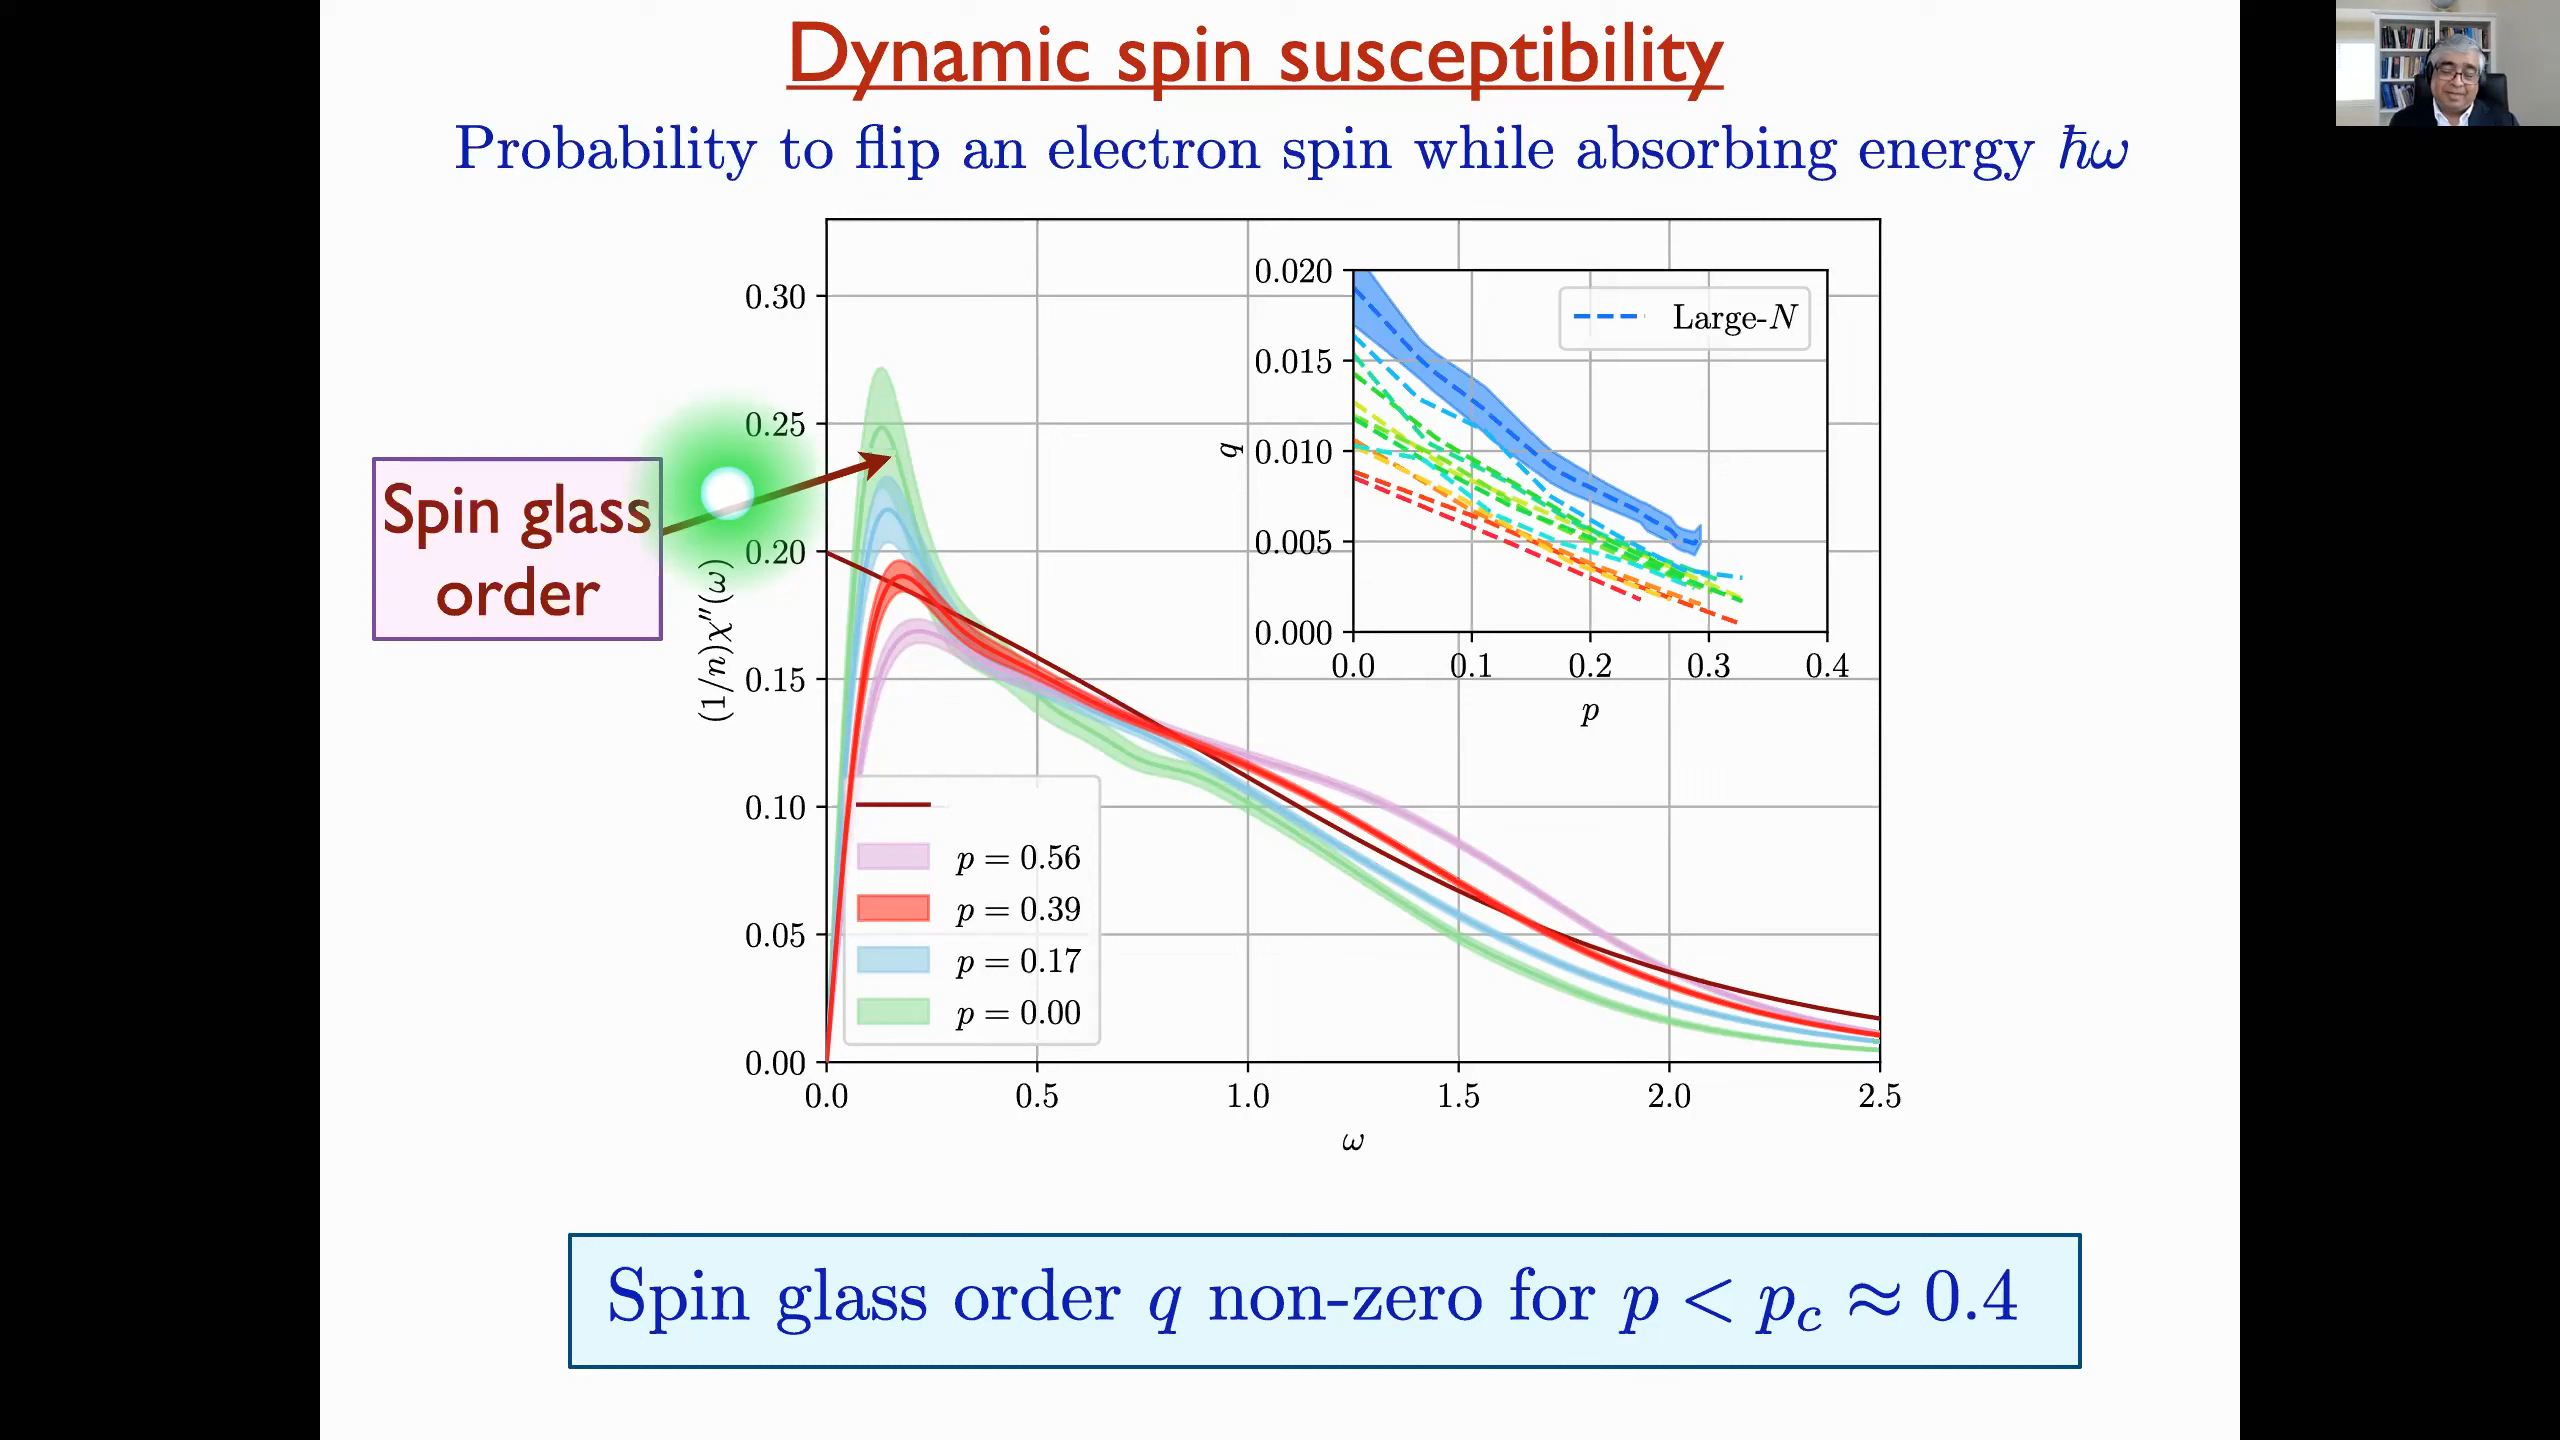 Dynamic spin susceptibility
Probability to flip an electron spin while absorbing energy ℏω
Spin glass
order
(1/n)χ″(ω)
0.30
0.25
0.20
0.15
0.10
0.05
0.00
0.0 0.5 1.0 1.5 2.0 2.5
ω
p = 0.56
p = 0.39
p = 0.17
p = 0.00
q
0.020
0.015
0.010
0.005
0.000
0.0 0.1 0.2 0.3 0.4
p
Large-N
Spin glass order q non-zero for p < p_c ≈ 0.4